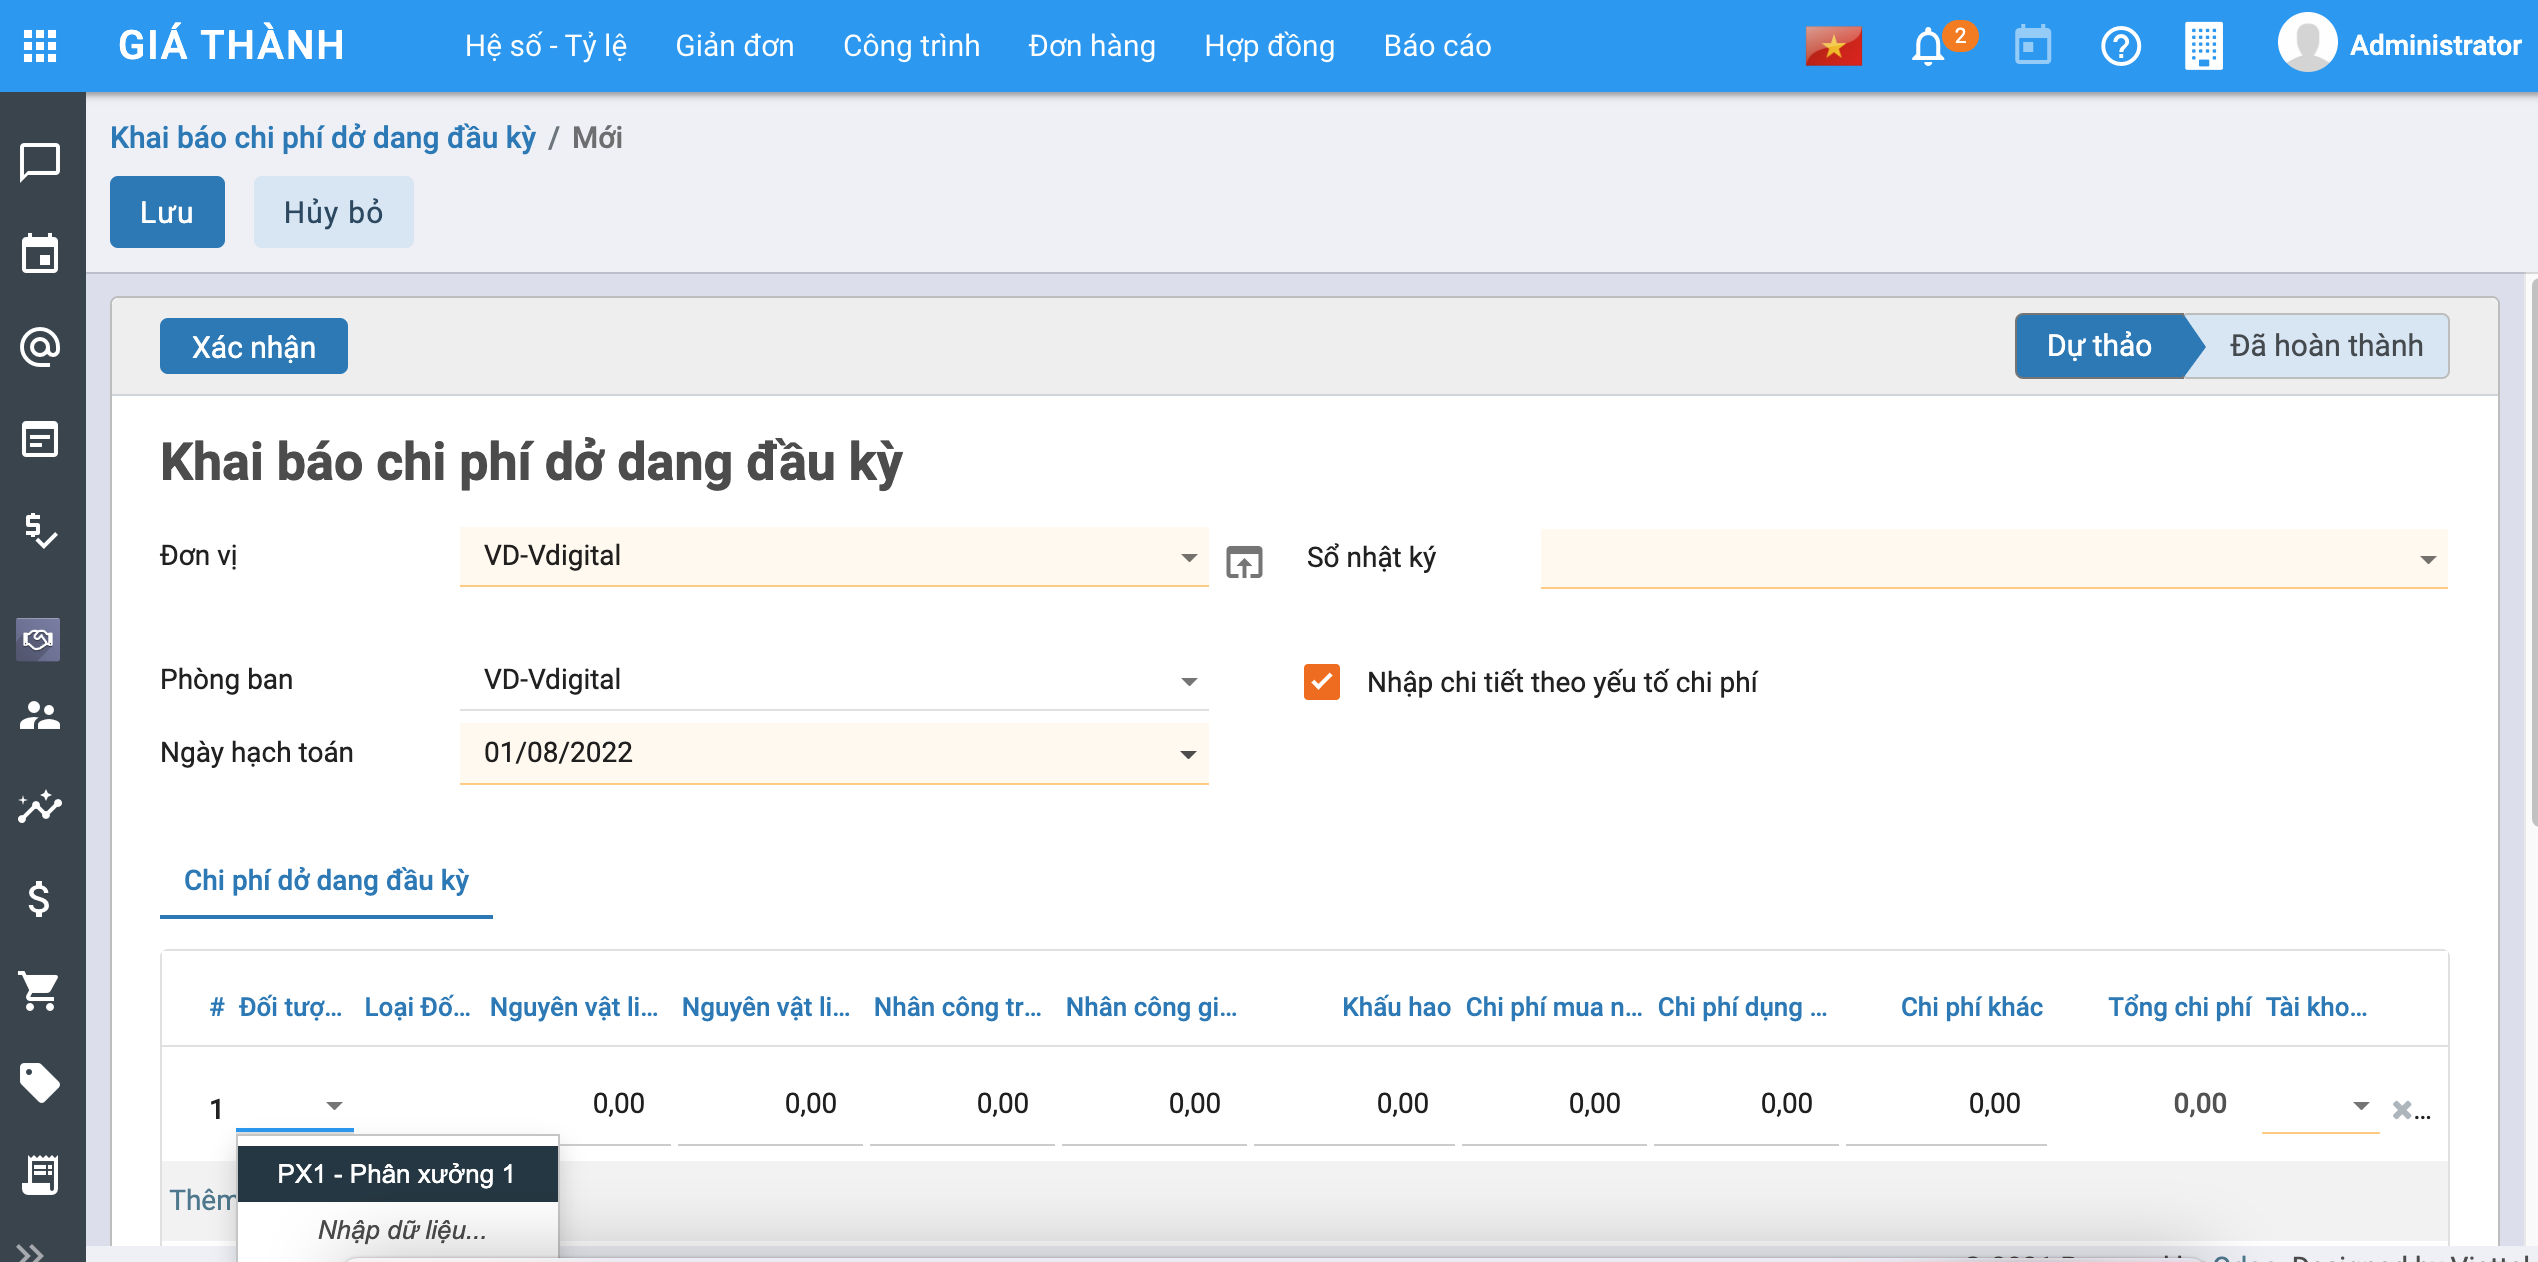 GIÁ THÀNH Hệ số - Tỷ lệ Giản đơn Công trình Đơn hàng Hợp đồng Báo cáo 2 Administrator
Khai báo chi phí dở dang đầu kỳ / Mới
Lưu Hủy bỏ
Xác nhận Dự thảo Đã hoàn thành
Khai báo chi phí dở dang đầu kỳ
Đơn vị VD-Vdigital Sổ nhật ký
Phòng ban VD-Vdigital Nhập chi tiết theo yếu tố chi phí
Ngày hạch toán 01/08/2022
Chi phí dở dang đầu kỳ
# Đối tượ... Loại Đố... Nguyên vật li... Nguyên vật li... Nhân công tr... Nhân công gi... Khấu hao Chi phí mua n... Chi phí dụng ... Chi phí khác Tổng chi phí Tài kho...
1 0,00 0,00 0,00 0,00 0,00 0,00 0,00 0,00 0,00 ...
PX1 - Phân xưởng 1
Thêm
Nhập dữ liệu...